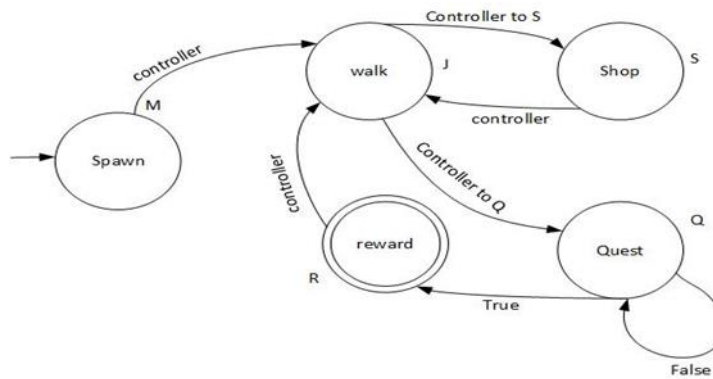 Controller to S
controller
walk
J
Shop
S
M
controller
Spawn
controller
Controller to Q
reward
Q
Quest
R
True
False